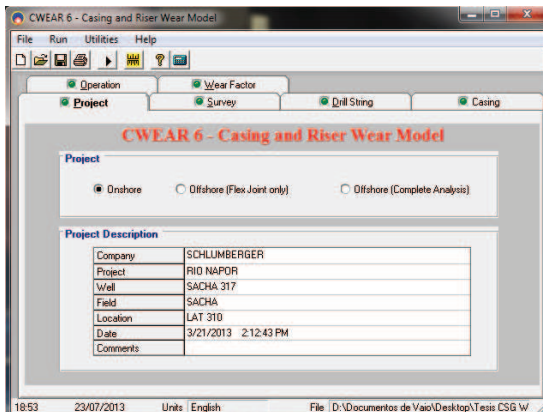 CWEAR 6 - Casing and Riser Wear Model
File Run Utilities Help
Operation Wear Factor
Project Survey Drill String Casing
CWEAR 6 - Casing and Riser Wear Model
Project
Onshore Offshore (Flex Joint only) Offshore (Complete Analysis)
Project Description
Company SCHLUMBERGER
Project RIO NAPOR
Well SACHA 317
Field SACHA
Location LAT 310
Date 3/21/2013 2:12:43 PM
Comments
18:53 23/07/2013 Units English File D:\Documentos de Vaio\Desktop\Tesis CSG W